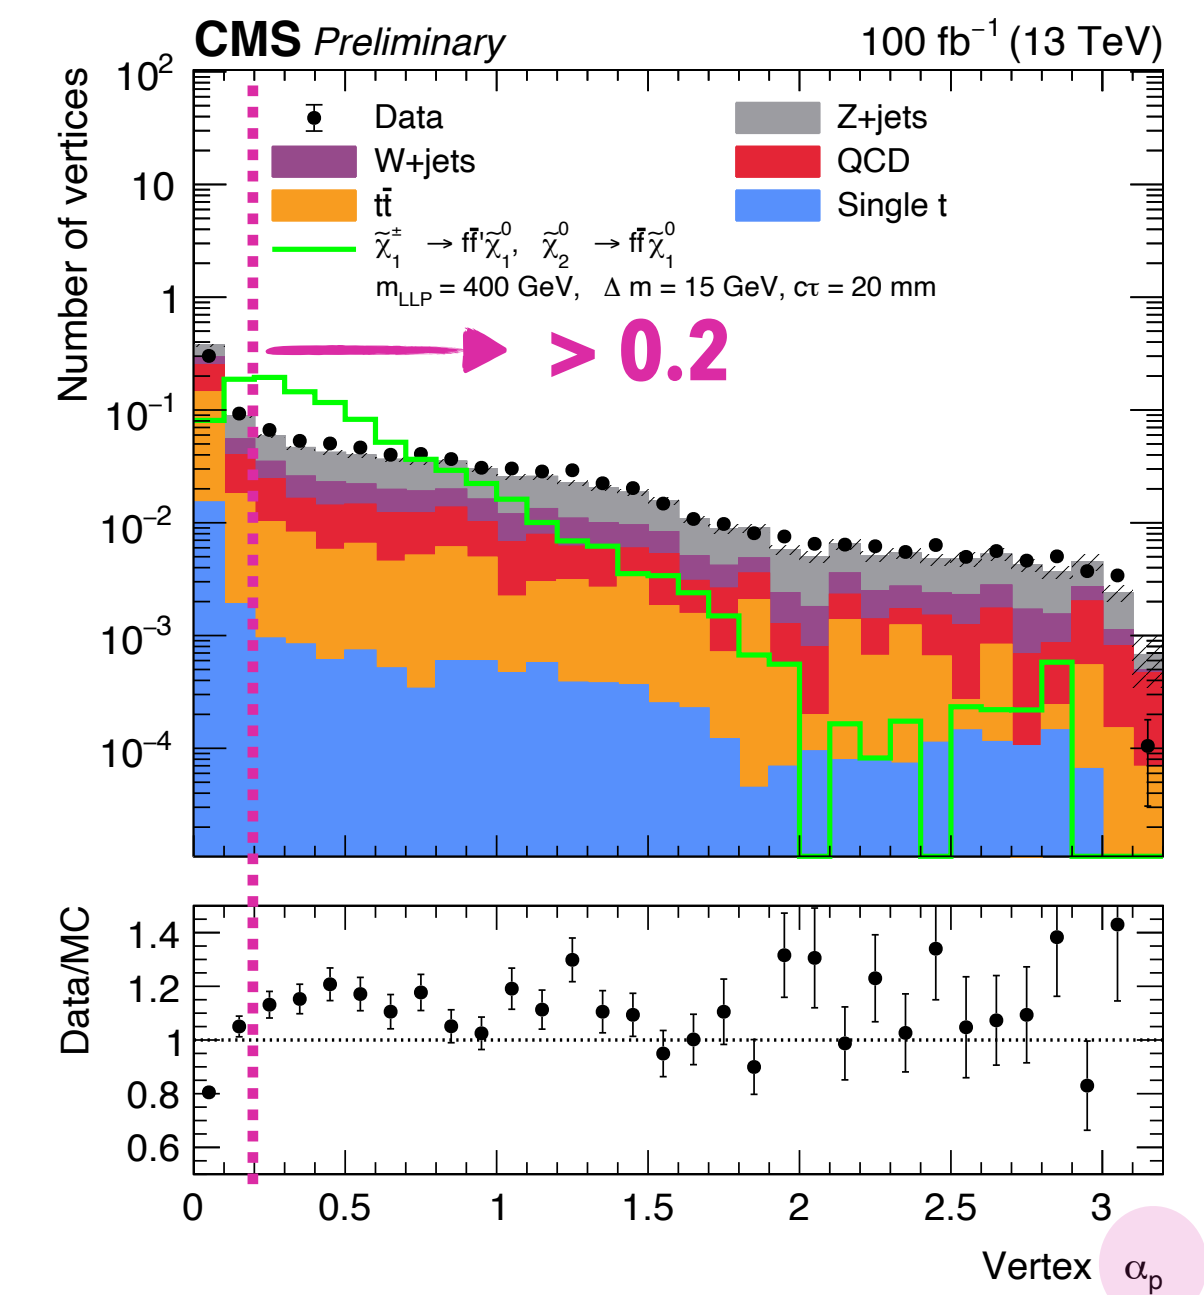 CMS Preliminary 100 fb⁻¹ (13 TeV)
Number of vertices
10²
10
1
10⁻¹
10⁻²
10⁻³
10⁻⁴
Data
Z+jets
W+jets
QCD
tt̄
Single t
χ̃₁± → ff̄'χ̃₁⁰, χ̃₂⁰ → ff̄χ̃₁⁰
m_LLP = 400 GeV, Δ m = 15 GeV, cτ = 20 mm
> 0.2
Data/MC
1.4
1.2
1
0.8
0.6
0 0.5 1 1.5 2 2.5 3
Vertex α_p